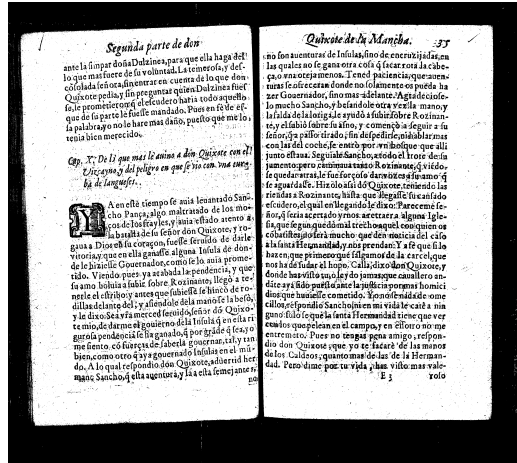 Segunda parte de don
ante la simpar doña Dulzinea, para que ella haga del
lo que mas fuere de su voluntad. La temerosa, y des-
cõsolada señora, sin entrar en cuenta de lo que don
Quixote pedia, y sin preguntar quien Dulzinea fuesse
le prometieron q̃ el escudero haria todo aquello
que de su parte le fuesse mandado. Pues en fe de es-
sa palabra, yo no le hare mas daño, puesto que me lo
tenia bien merecido.
Cap. X. De lo que mas le auino a don Quixote con el
Vizcayno, y del peligro en que se vio con vna
de
YA en este tiempo se auia leuantado San-
cho Pança, algo maltratado de los mo-
ços de los frayles, y auia estado atento a
la batalla de su señor don Quixote, y ro-
gaua a Dios en su coraçon, fuesse seruido de darle
vitoria, y que en ella ganasse alguna Insula de don-
de le hiziesse Gouernador, como se lo auia prome-
tido. Viendo pues ya acabada la pendencia, y que
su amo boluia a subir sobre Rozinante, llegò a te-
nerle el estribo: y antes que subiesse se hincò de ro-
dillas delante del, y asiendole de la mano se la besò,
y le dixo: Sea v.m. seruido, señor dõ Quixo-
te mio, de darme el gouierno de la Insula q̃ en esta ri-
gurosa pendẽcia se ha ganado, q̃ por grãde q̃ sea, yo
me siento cõ fuerças de saberla gouernar, tal, y tan
bien, como otro q̃ aya gouernado Insulas en el mũ-
do. A lo qual respondio don Quixote, aduertid her
mano Sancho, q̃ esta auentura, y las a esta semejantes
no
Quixote de la Mancha. 35
no son auenturas de Insulas, sino de encruzijadas, en
las quales no se gana otra cosa q̃ sacar rota la cabe-
ça, o vna oreja menos. Tened paciencia, que auen-
turas se ofreceran donde no solamente os pueda ha
zer Gouernador, sino mas adelante. Agradeciose-
lo mucho Sancho, y besandole otra vez la mano, y
la falda de la loriga, le ayudò a subir sobre Rozinan-
te, y el subiò sobre su asno, y començò a seguir a su
señor, q̃ a passo tirado, sin despedirse, ni hablar mas
con las del coche, se entrò por vn bosque que alli
junto estaua. Seguiale Sancho, a todo el trote de su
jumento: pero caminaua tanto Rozinante, q̃ viẽdo-
se quedar atras, le fue forçoso dar vozes a su amo q̃
se aguardasse. Hizolo assi dõ Quixote, teniendo las
riendas a Rozinante, hasta que llegasse su cansado
escudero, el qual en llegando le dixo: Pareceme se-
ñor, q̃ seria acertado yrnos a retraer a alguna Igle-
sia, que segun quedò mal trecho aquel con quien os
cõbatistes, no serà mucho que den noticia del caso
a la santa Hermandad, y nos prendan: Y a fè que si lo
hazen, que primero que salgamos de la carcel, que
nos ha de sudar el hopo. Calla, dixo don Quixote, y
donde has visto tu, o leydo jamas, que cauallero an-
dãte aya sido puesto ante la justicia por mas homici
dios que huuiesse cometido. Yo no se nada de ome
cillos, respõdio Sancho, ni en mi vida le catè a nin
guno: solo se que la santa Hermandad tiene que ver
con los que pelean en el campo, y en essotro no me
entremeto. Pues no tengas pena amigo, respon-
dio don Quixote, que yo te sacarè de las manos
de los Caldeos, quanto mas de las de la Herman-
dad. Pero dime por tu vida, has visto mas vale-
E 3 roso